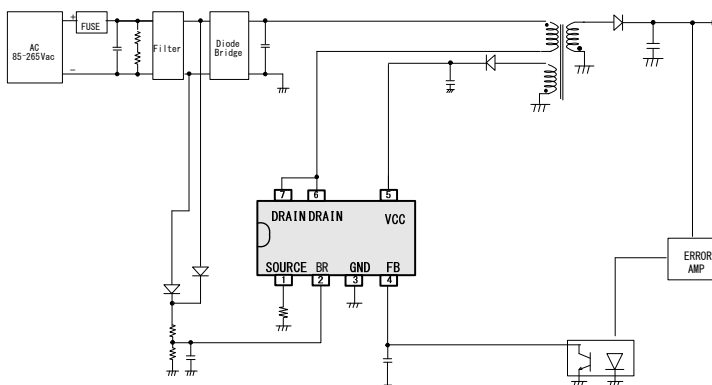 AC
85-265Vac
+
-
FUSE
Filter
Diode
Bridge
7
6
5
DRAIN DRAIN
VCC
SOURCE BR GND FB
1
2
3
4
ERROR
AMP